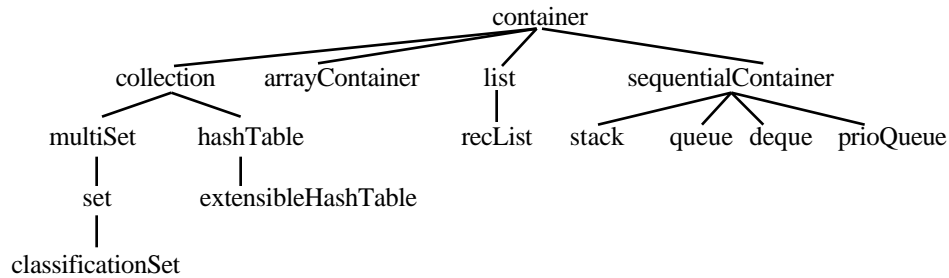 container
collection arrayContainer list sequentialContainer
multiSet hashTable recList stack queue deque prioQueue
set extensibleHashTable
classificationSet